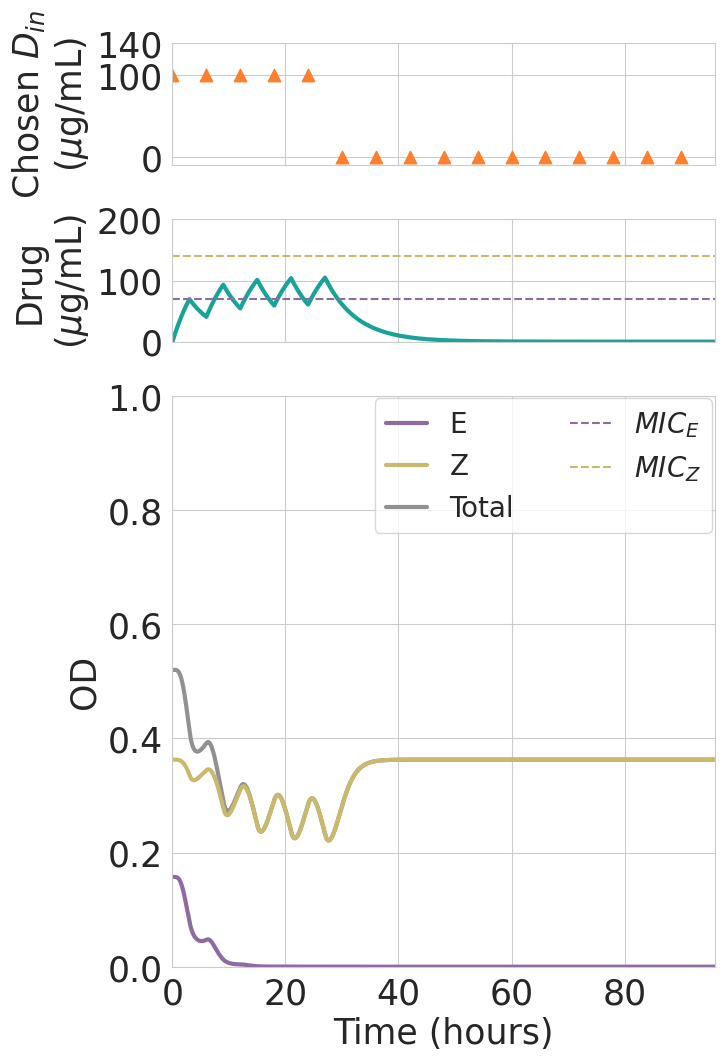 Chosen D_in
(μg/mL)
140
100
0
Drug
(μg/mL)
200
100
0
OD
1.0
0.8
0.6
0.4
0.2
0.0
E
Z
Total
MIC_E
MIC_Z
0 20 40 60 80
Time (hours)